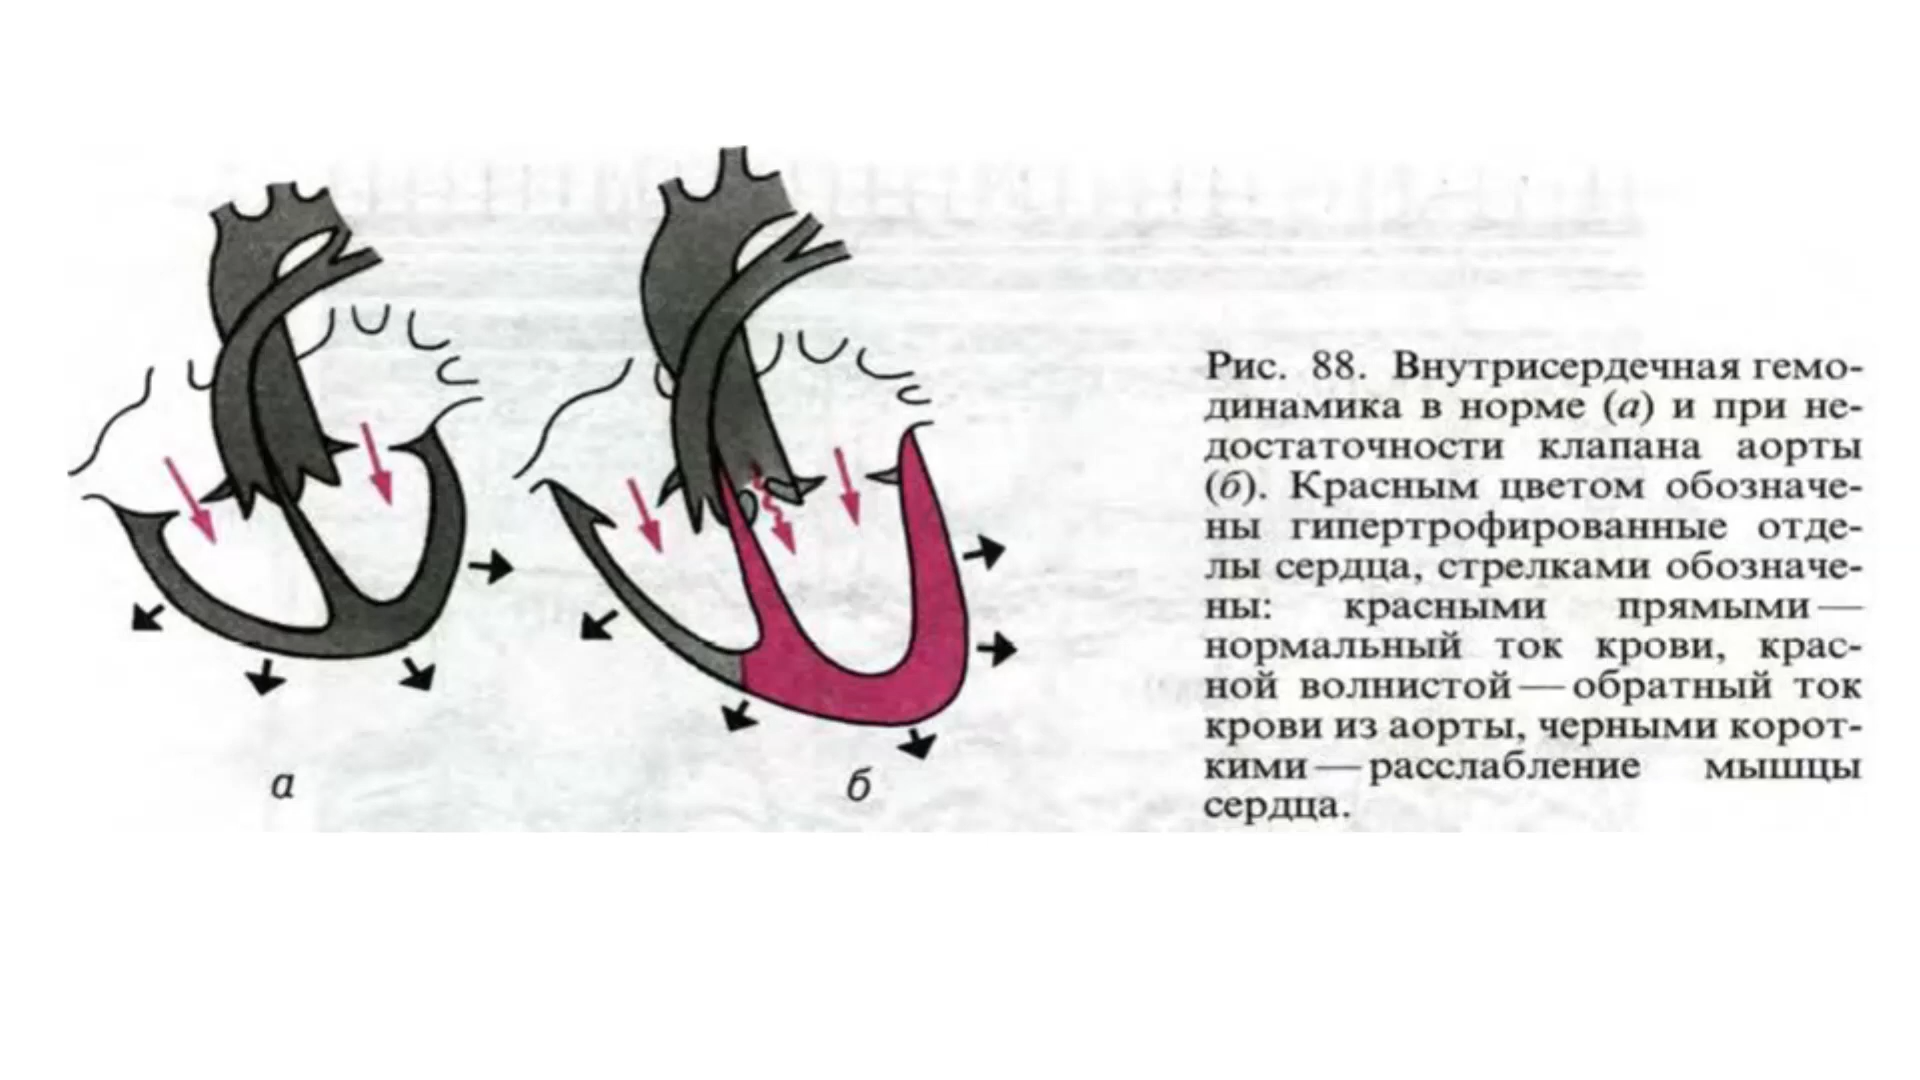 Рис. 88. Внутрисердечная гемо-
динамика в норме (а) и при не-
достаточности клапана аорты
(б). Красным цветом обозначе-
ны гипертрофированные отде-
лы сердца, стрелками обозначе-
ны: красными прямыми —
нормальный ток крови, крас-
ной волнистой — обратный ток
крови из аорты, черными корот-
кими — расслабление мышцы
сердца.
а
б